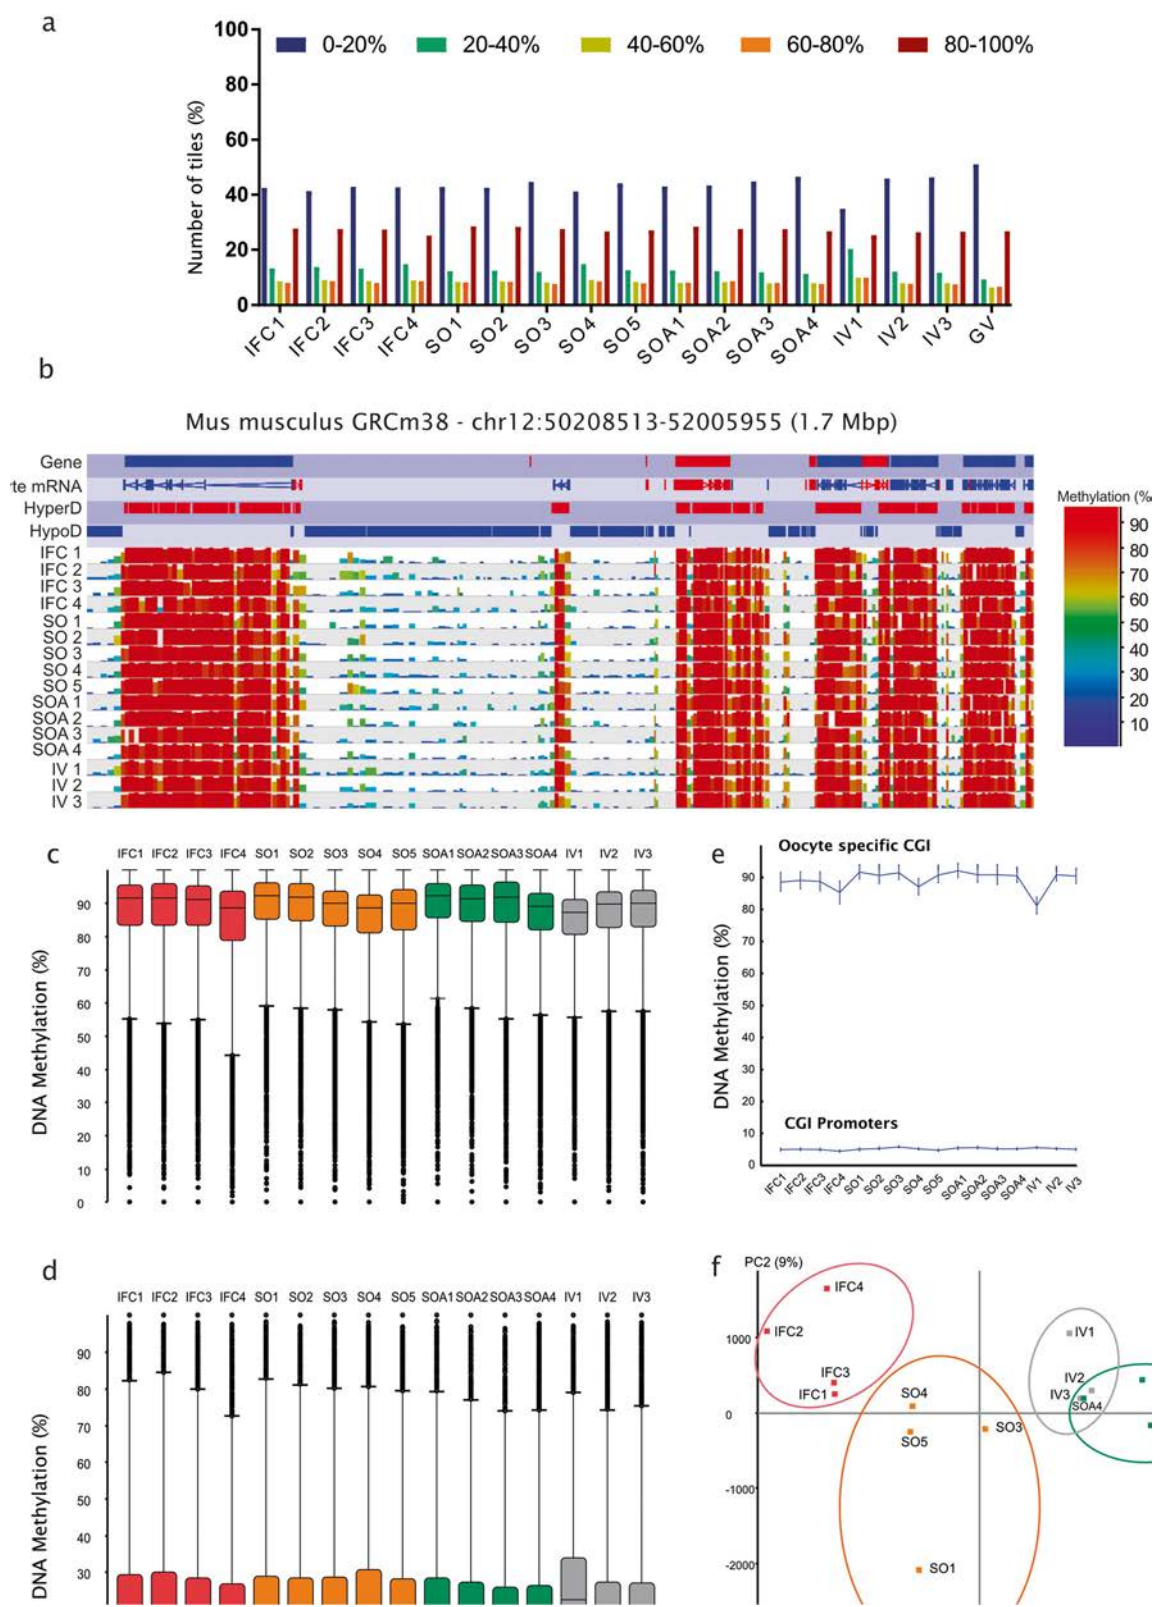 a
100
0-20% 20-40% 40-60% 60-80% 80-100%
80
60
40
20
0
Number of tiles (%)
IFC1 IFC2 IFC3 IFC4 SO1 SO2 SO3 SO4 SO5 SOA1 SOA2 SOA3 SOA4 IV1 IV2 IV3 GV
b
Mus musculus GRCm38 - chr12:50208513-52005955 (1.7 Mbp)
Gene
te mRNA
HyperD
HypoD
IFC 1
IFC 2
IFC 3
IFC 4
SO 1
SO 2
SO 3
SO 4
SO 5
SOA 1
SOA 2
SOA 3
SOA 4
IV 1
IV 2
IV 3
Methylation (%
90
80
70
60
50
40
30
20
10
c
IFC1 IFC2 IFC3 IFC4 SO1 SO2 SO3 SO4 SO5 SOA1 SOA2 SOA3 SOA4 IV1 IV2 IV3
90
80
70
60
50
40
30
20
10
0
DNA Methylation (%)
e
Oocyte specific CGI
90
80
70
60
50
40
30
20
10
0
DNA Methylation (%)
CGI Promoters
IFC1 IFC2 IFC3 IFC4 SO1 SO2 SO3 SO4 SO5 SOA1 SOA2 SOA3 SOA4 IV1 IV2 IV3
d
IFC1 IFC2 IFC3 IFC4 SO1 SO2 SO3 SO4 SO5 SOA1 SOA2 SOA3 SOA4 IV1 IV2 IV3
90
80
70
60
50
40
30
DNA Methylation (%)
f
PC2 (9%)
1000
0
-1000
-2000
IFC4
IFC2
IFC3
IFC1
SO4
SO5
SO3
SO1
IV1
IV2
IV3
SOA4